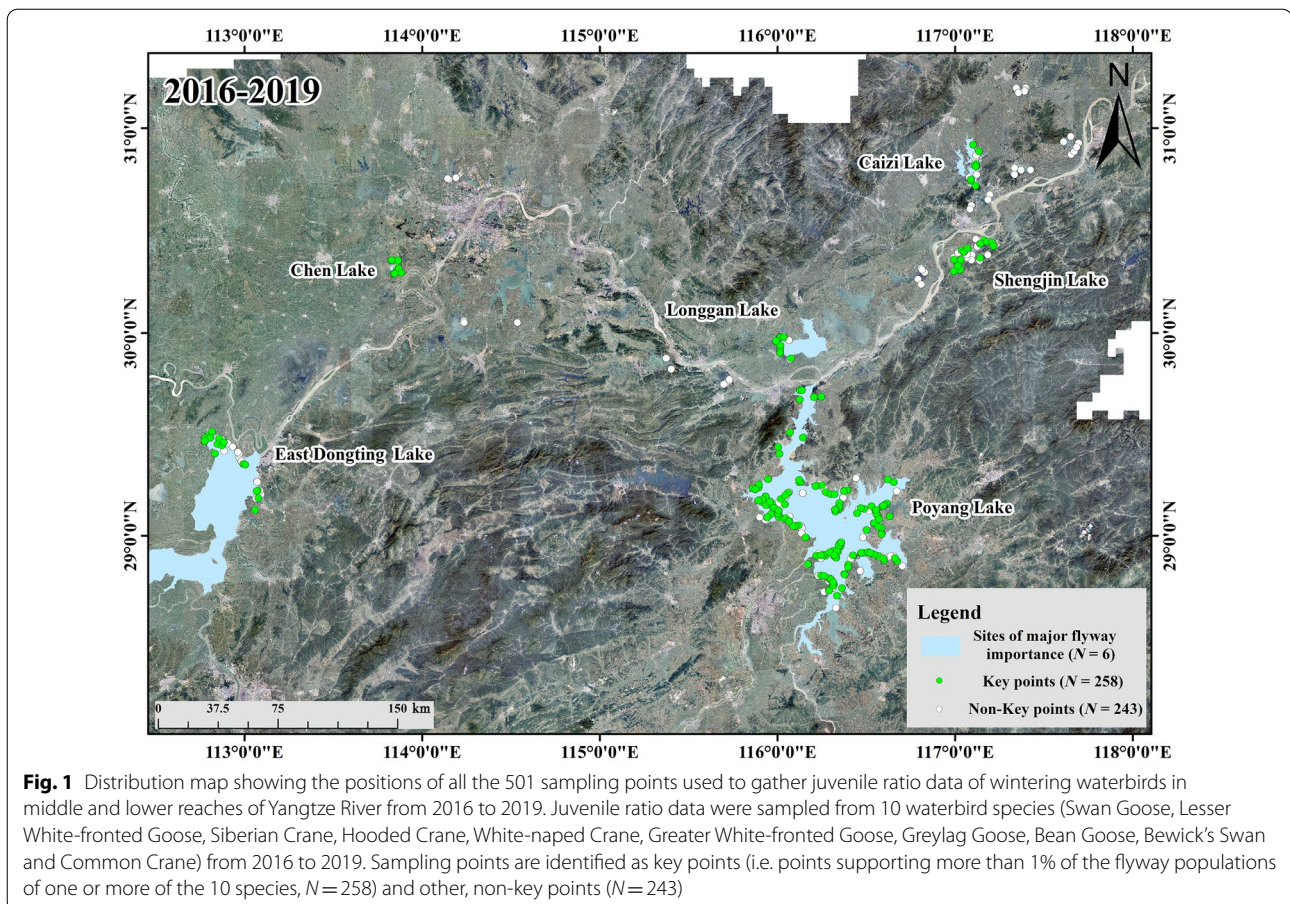 113°0'0"E 114°0'0"E 115°0'0"E 116°0'0"E 117°0'0"E 118°0'0"E
2016-2019
N
31°0'0"N
31°0'0"N
Caizi Lake
Chen Lake
Shengjin Lake
Longgan Lake
30°0'0"N
30°0'0"N
East Dongting Lake
Poyang Lake
29°0'0"N
29°0'0"N
Legend
Sites of major flyway
importance (N = 6)
Key points (N = 258)
Non-Key points (N = 243)
0 37.5 75 150 km
113°0'0"E 114°0'0"E 115°0'0"E 116°0'0"E 117°0'0"E 118°0'0"E
Fig. 1 Distribution map showing the positions of all the 501 sampling points used to gather juvenile ratio data of wintering waterbirds in
middle and lower reaches of Yangtze River from 2016 to 2019. Juvenile ratio data were sampled from 10 waterbird species (Swan Goose, Lesser
White-fronted Goose, Siberian Crane, Hooded Crane, White-naped Crane, Greater White-fronted Goose, Greylag Goose, Bean Goose, Bewick's Swan
and Common Crane) from 2016 to 2019. Sampling points are identified as key points (i.e. points supporting more than 1% of the flyway populations
of one or more of the 10 species, N = 258) and other, non-key points (N = 243)